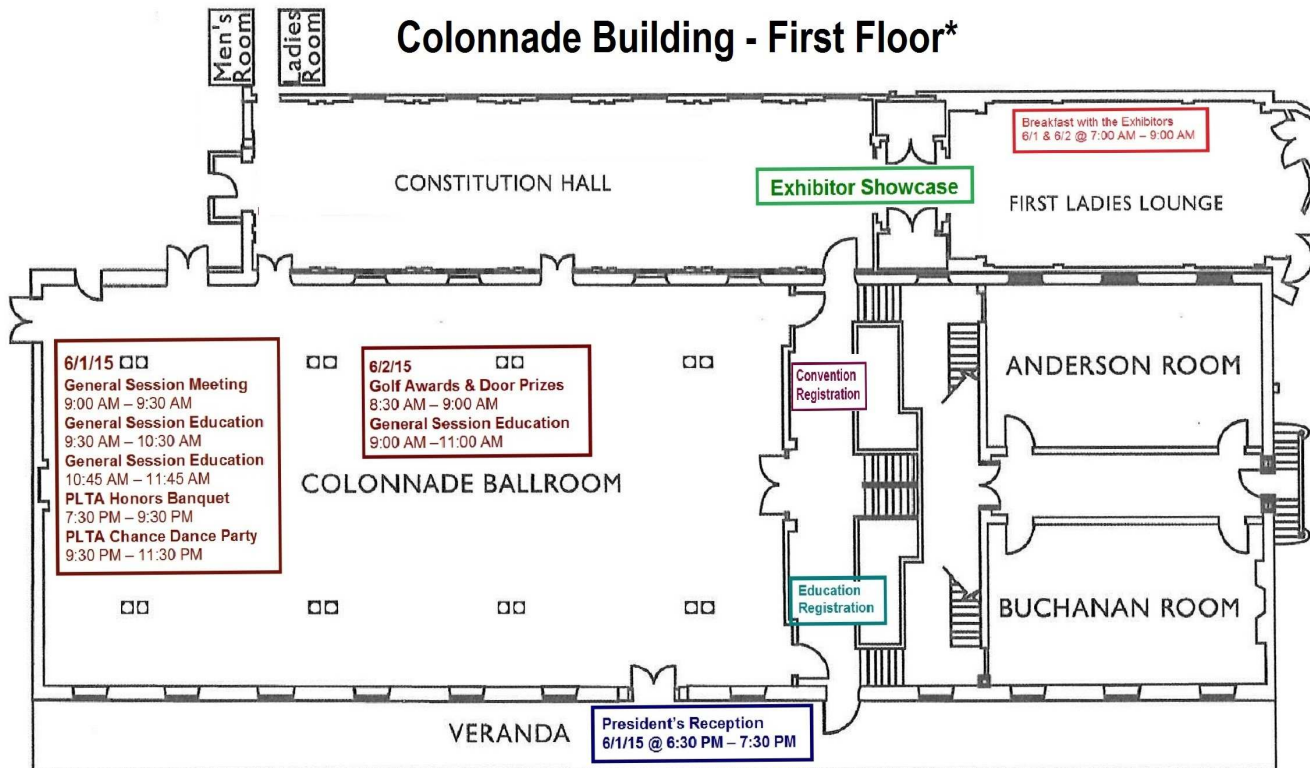 Colonnade Building - First Floor*
Men's
Room
Ladies
Room
CONSTITUTION HALL
Exhibitor Showcase
Breakfast with the Exhibitors
6/1 & 6/2 @ 7:00 AM – 9:00 AM
FIRST LADIES LOUNGE
6/1/15
General Session Meeting
9:00 AM – 9:30 AM
General Session Education
9:30 AM – 10:30 AM
General Session Education
10:45 AM – 11:45 AM
PLTA Honors Banquet
7:30 PM – 9:30 PM
PLTA Chance Dance Party
9:30 PM – 11:30 PM
6/2/15
Golf Awards & Door Prizes
8:30 AM – 9:00 AM
General Session Education
9:00 AM –11:00 AM
COLONNADE BALLROOM
Convention
Registration
Education
Registration
ANDERSON ROOM
BUCHANAN ROOM
VERANDA
President's Reception
6/1/15 @ 6:30 PM – 7:30 PM